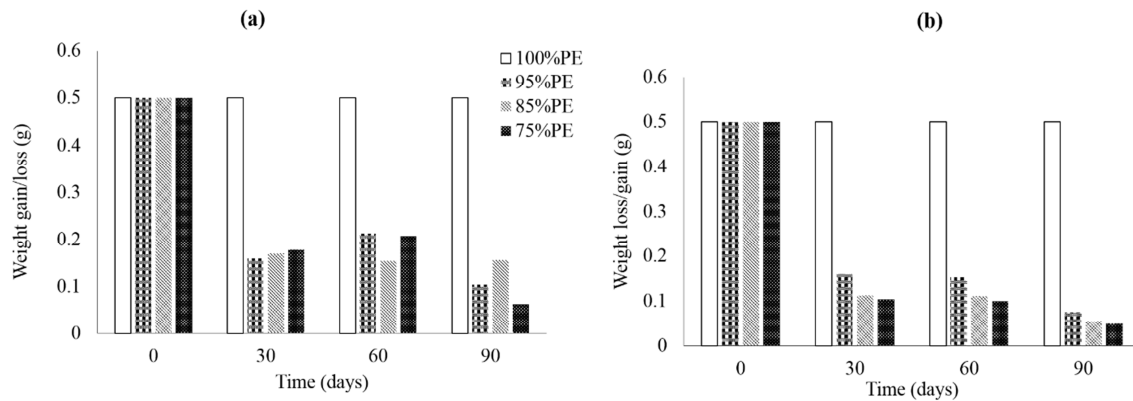 (a)
Weight gain/loss (g)
0.6
0.5
0.4
0.3
0.2
0.1
0
0 30 60 90
Time (days)
100%PE
95%PE
85%PE
75%PE
(b)
Weight loss/gain (g)
0.6
0.5
0.4
0.3
0.2
0.1
0
0 30 60 90
Time (days)